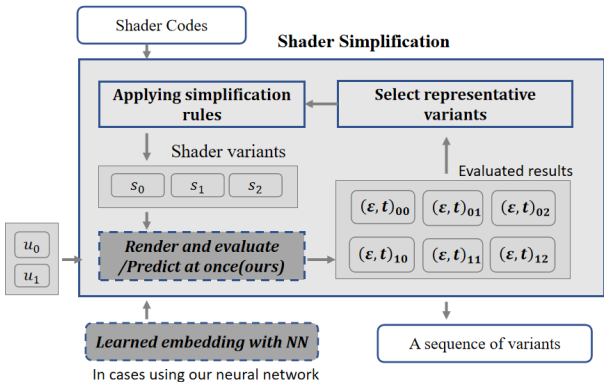 Shader Codes
Shader Simplification
Applying simplification
rules
Select representative
variants
Shader variants
s₀ s₁ s₂
Evaluated results
(ε, t)₀₀ (ε, t)₀₁ (ε, t)₀₂
(ε, t)₁₀ (ε, t)₁₁ (ε, t)₁₂
u₀
u₁
Render and evaluate
/Predict at once(ours)
Learned embedding with NN
A sequence of variants
In cases using our neural network